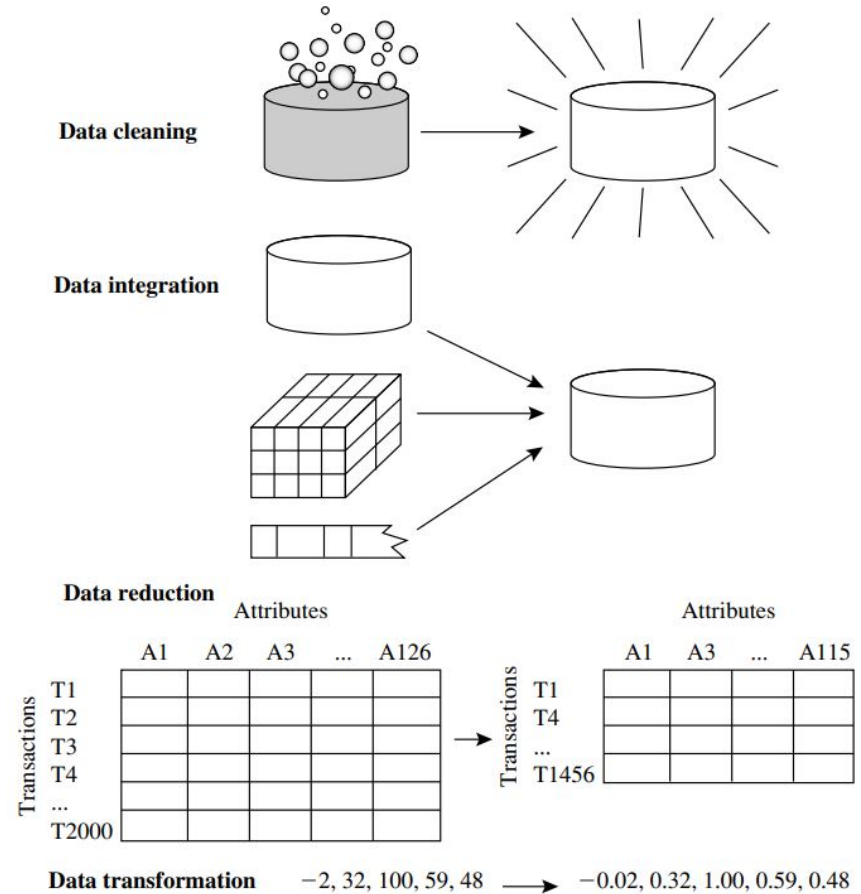 Data cleaning
Data integration
Data reduction
Attributes
A1 A2 A3 ... A126
Transactions
T1
T2
T3
T4
...
T2000
Attributes
A1 A3 ... A115
Transactions
T1
T4
...
T1456
Data transformation −2, 32, 100, 59, 48 −0.02, 0.32, 1.00, 0.59, 0.48